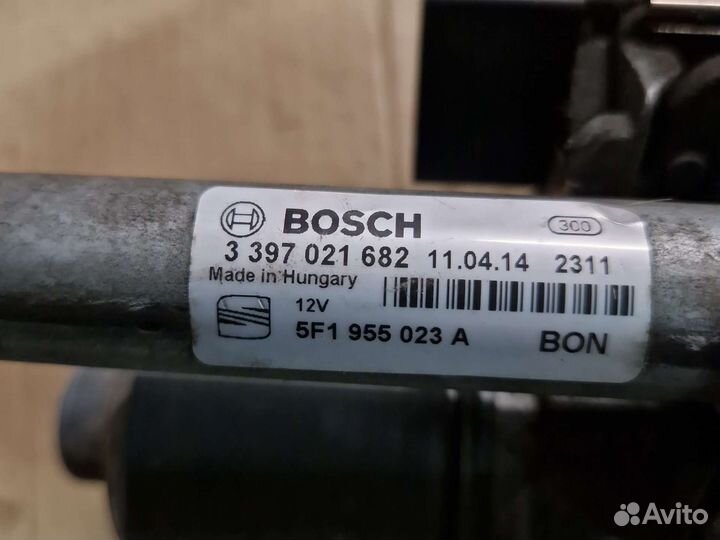 BOSCH 300
3 397 021 682 11.04.14 2311
Made in Hungary
12V
5F1 955 023 A BON
Avito